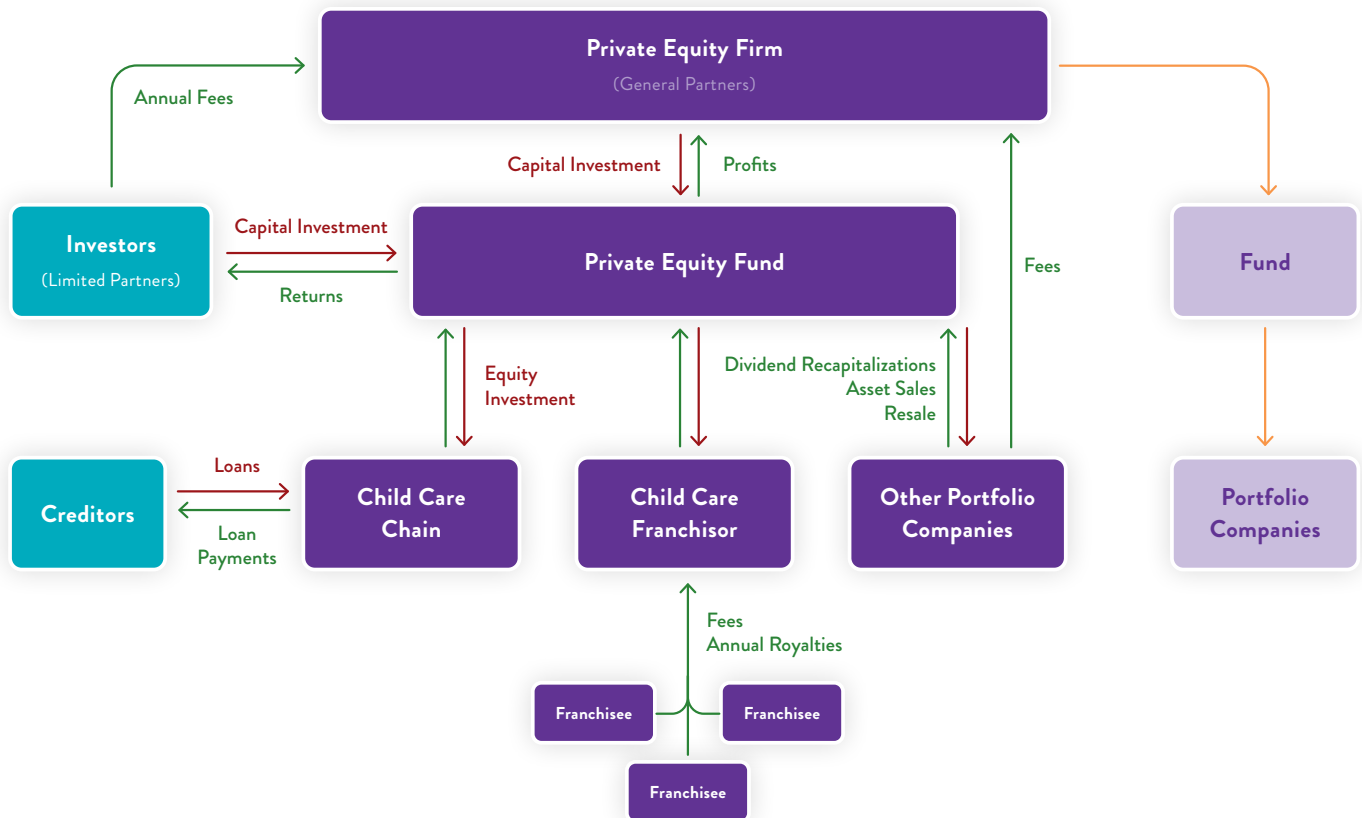 Private Equity Firm
(General Partners)
Annual Fees
Capital Investment
Profits
Investors
(Limited Partners)
Capital Investment
Returns
Private Equity Fund
Fees
Fund
Equity
Investment
Dividend Recapitalizations
Asset Sales
Resale
Creditors
Loans
Loan
Payments
Child Care
Chain
Child Care
Franchisor
Other Portfolio
Companies
Portfolio
Companies
Fees
Annual Royalties
Franchisee
Franchisee
Franchisee